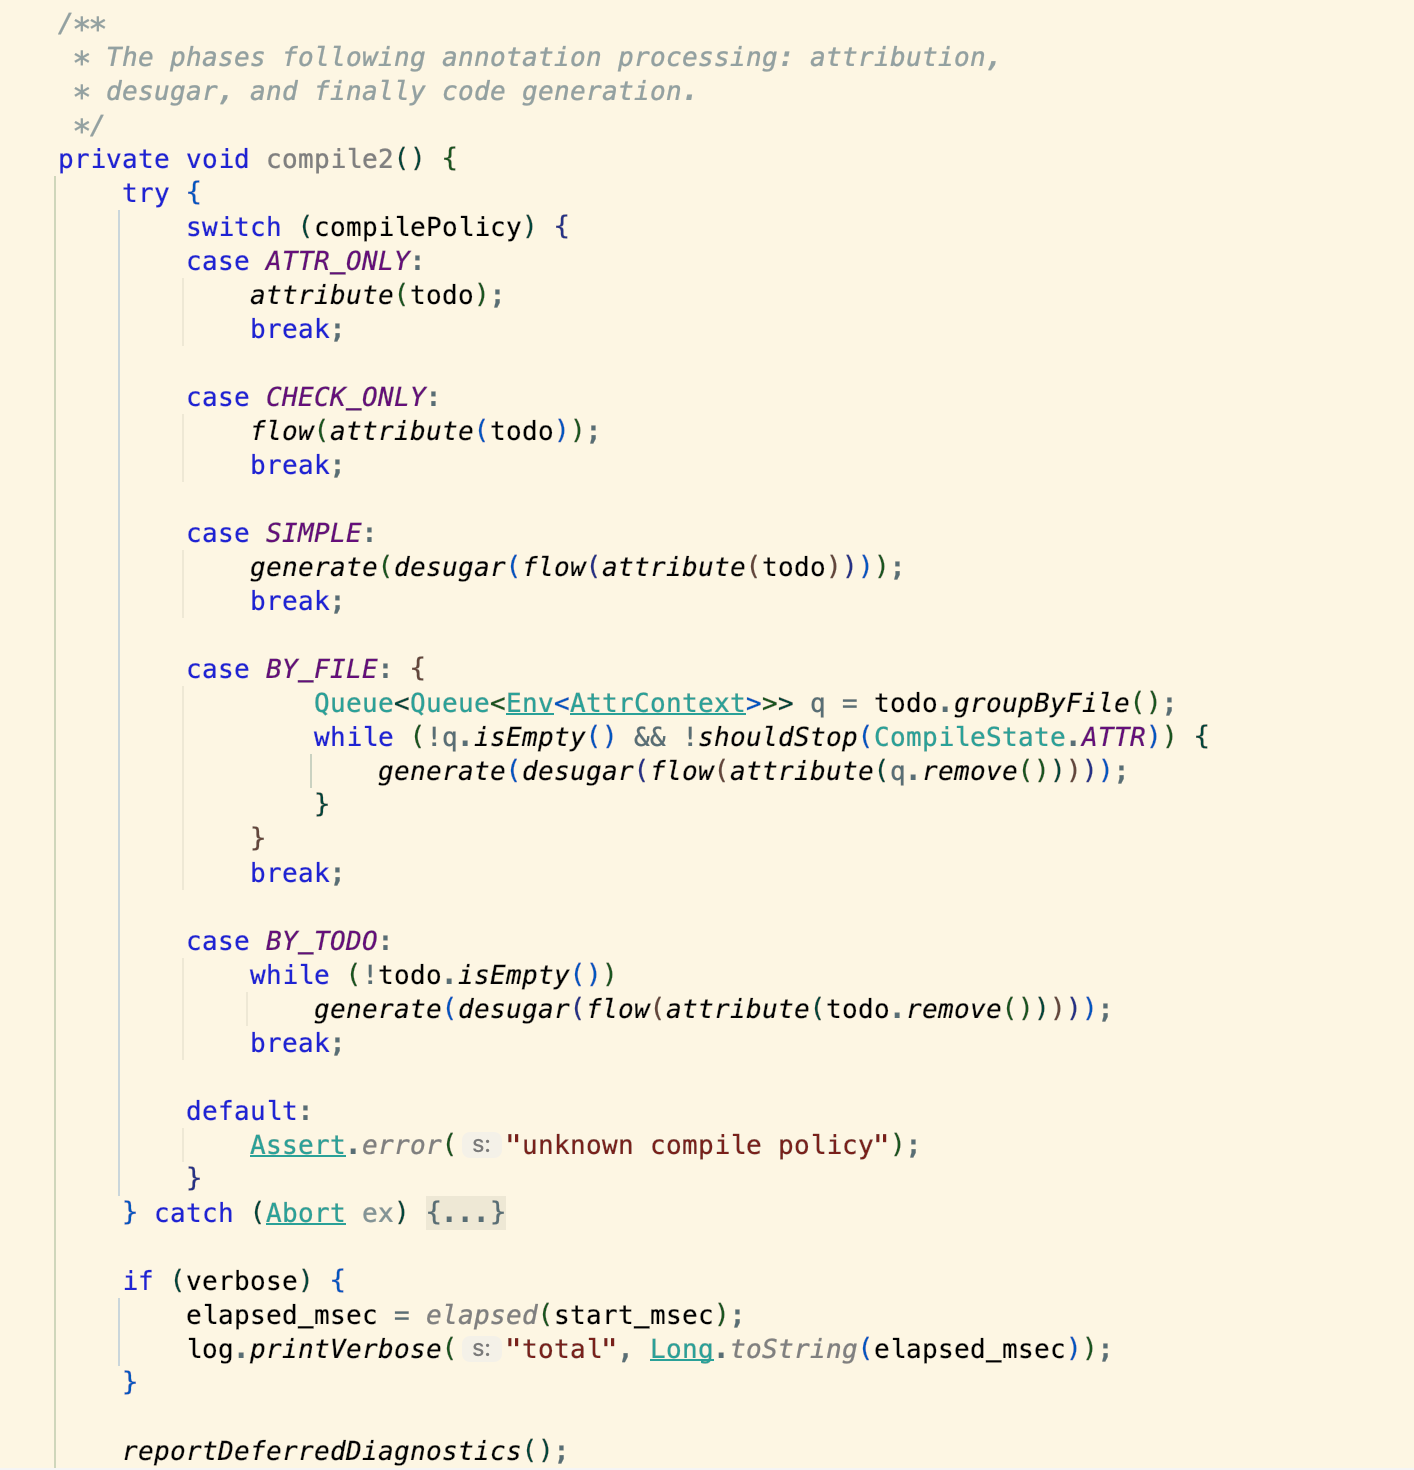 /**
 * The phases following annotation processing: attribution,
 * desugar, and finally code generation.
 */
private void compile2() {
    try {
        switch (compilePolicy) {
        case ATTR_ONLY:
            attribute(todo);
            break;

        case CHECK_ONLY:
            flow(attribute(todo));
            break;

        case SIMPLE:
            generate(desugar(flow(attribute(todo))));
            break;

        case BY_FILE: {
                Queue<Queue<Env<AttrContext>>> q = todo.groupByFile();
                while (!q.isEmpty() && !shouldStop(CompileState.ATTR)) {
                    generate(desugar(flow(attribute(q.remove()))));
                }
            }
            break;

        case BY_TODO:
            while (!todo.isEmpty())
                generate(desugar(flow(attribute(todo.remove()))));
            break;

        default:
            Assert.error( s: "unknown compile policy");
        }
    } catch (Abort ex) {...}

    if (verbose) {
        elapsed_msec = elapsed(start_msec);
        log.printVerbose( s: "total", Long.toString(elapsed_msec));
    }

    reportDeferredDiagnostics();